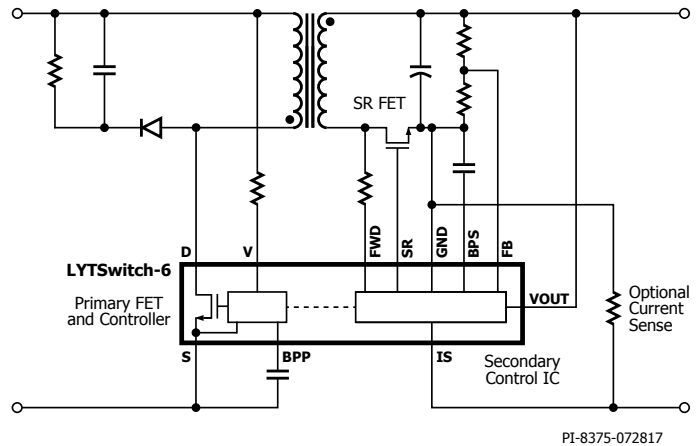 SR FET
D
V
FWD
SR
GND
BPS
FB
LYTSwitch-6
VOUT
Primary FET
and Controller
Optional
Current
Sense
S
BPP
IS
Secondary
Control IC
PI-8375-072817